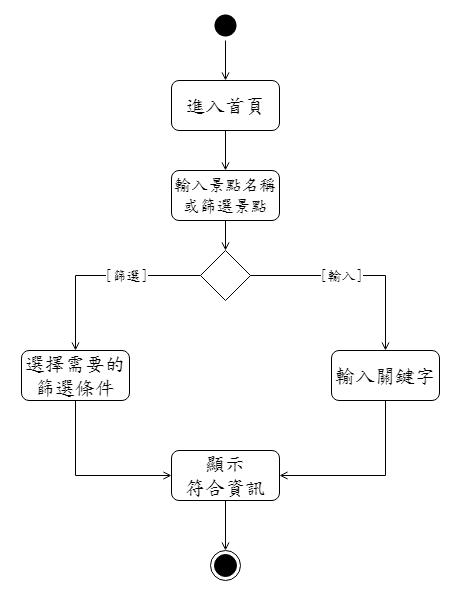 進入首頁
輸入景點名稱
或篩選景點
[篩選]
[輸入]
選擇需要的
篩選條件
輸入關鍵字
顯示
符合資訊